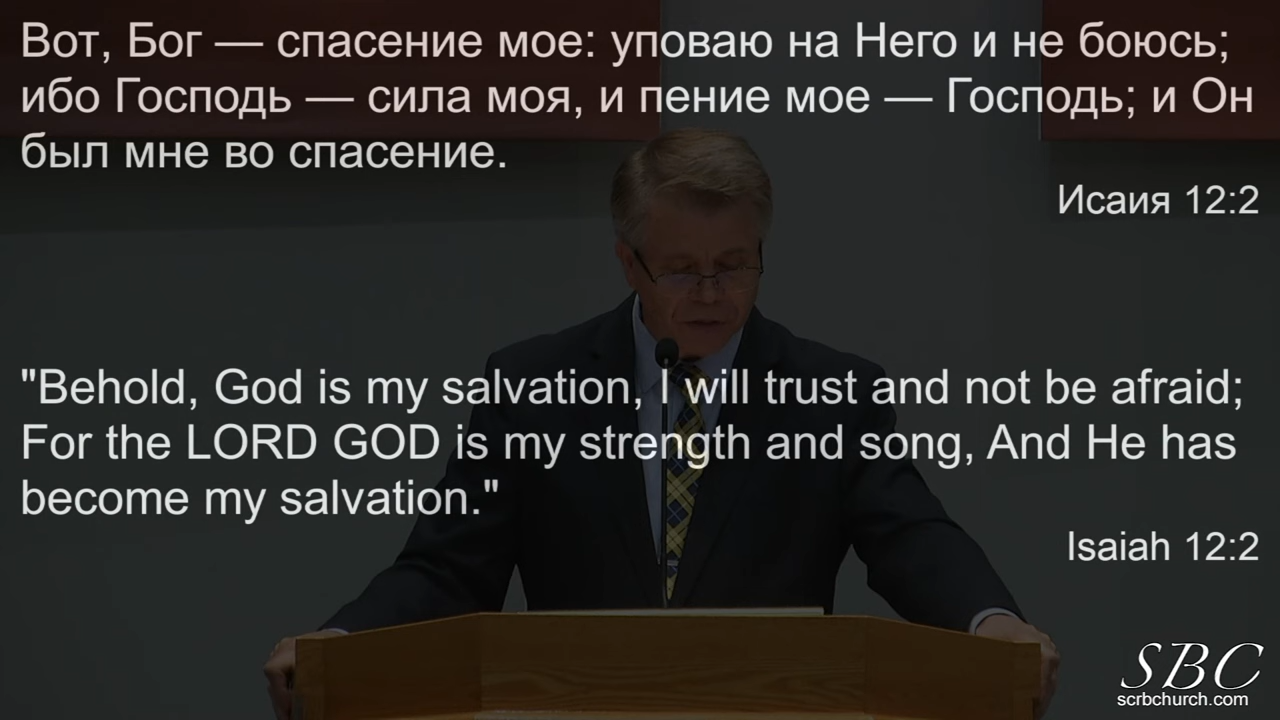 Вот, Бог — спасение мое: уповаю на Него и не боюсь;
ибо Господь — сила моя, и пение мое — Господь; и Он
был мне во спасение.
Исаия 12:2
"Behold, God is my salvation, I will trust and not be afraid;
For the LORD GOD is my strength and song, And He has
become my salvation."
Isaiah 12:2
SBC
scrbchurch.com